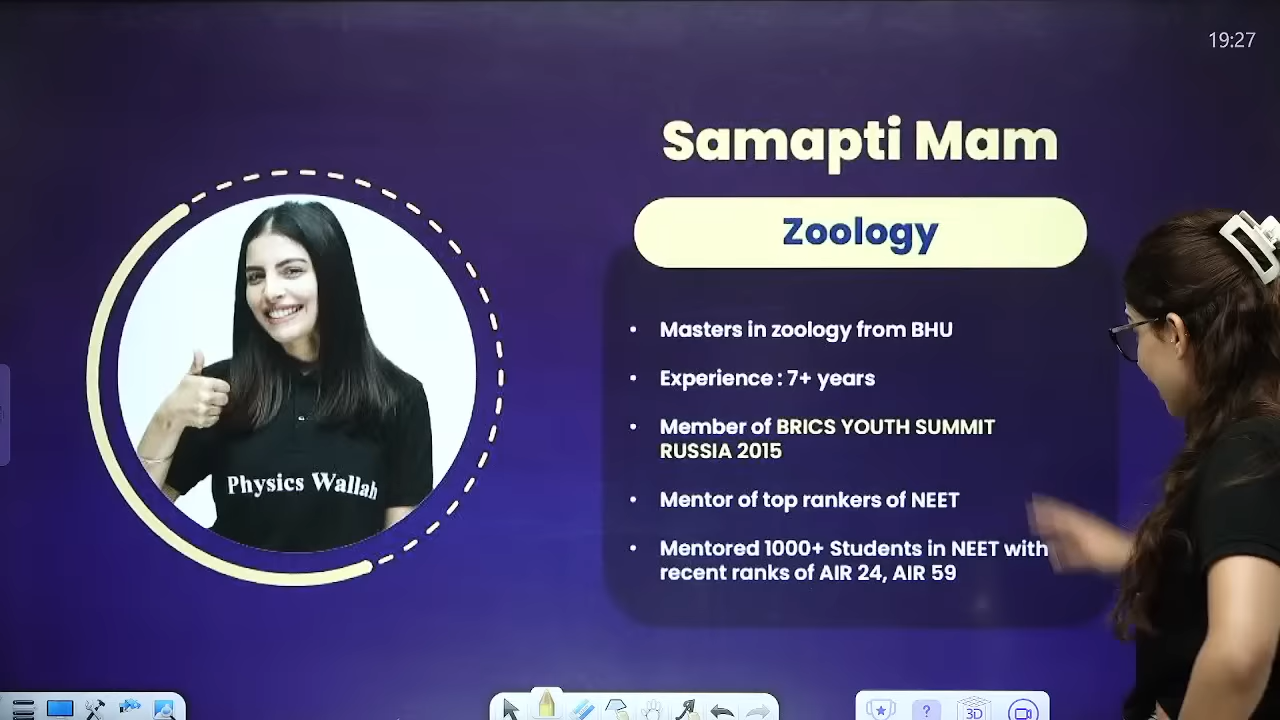 19:27
Samapti Mam
Zoology
• Masters in zoology from BHU
• Experience : 7+ years
• Member of BRICS YOUTH SUMMIT
RUSSIA 2015
• Mentor of top rankers of NEET
• Mentored 1000+ Students in NEET with
recent ranks of AIR 24, AIR 59
Physics Wallah
?
3D